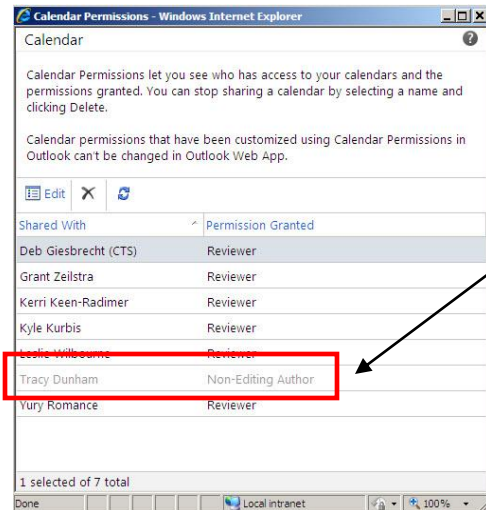 Calendar Permissions - Windows Internet Explorer
Calendar
Calendar Permissions let you see who has access to your calendars and the
permissions granted. You can stop sharing a calendar by selecting a name and
clicking Delete.
Calendar permissions that have been customized using Calendar Permissions in
Outlook can't be changed in Outlook Web App.
Edit
Shared With Permission Granted
Deb Giesbrecht (CTS) Reviewer
Grant Zeilstra Reviewer
Kerri Keen-Radimer Reviewer
Kyle Kurbis Reviewer
Leslie Wilbourne Reviewer
Tracy Dunham Non-Editing Author
Yury Romance Reviewer
1 selected of 7 total
Done Local intranet 100%